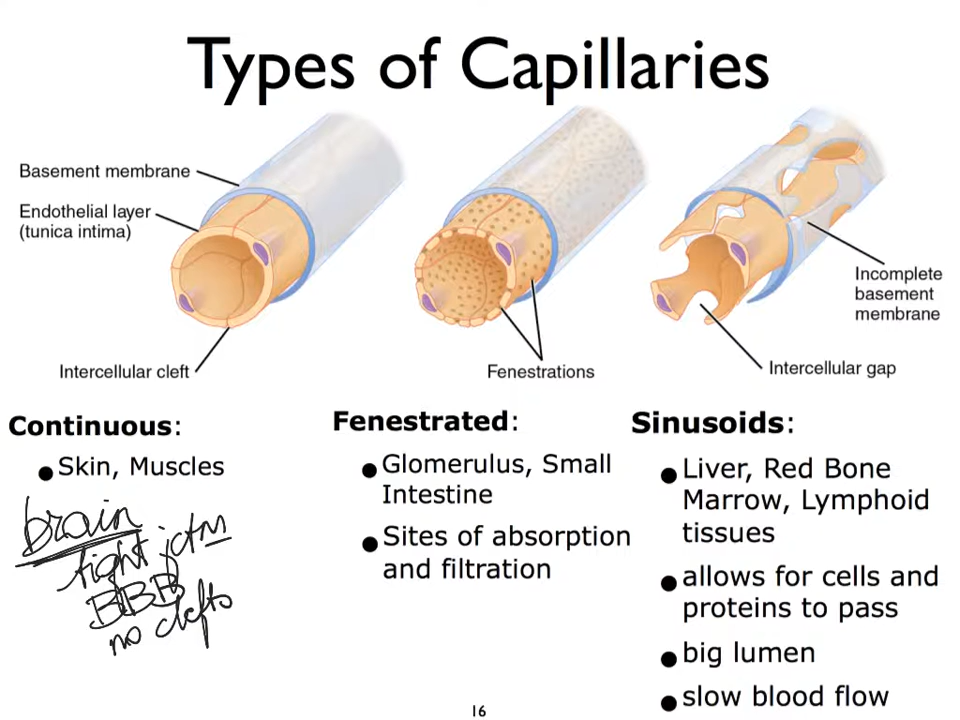 Types of Capillaries
Basement membrane
Endothelial layer
(tunica intima)
Intercellular cleft
Fenestrations
Incomplete
basement
membrane
Intercellular gap
Continuous:
● Skin, Muscles
brain
tight jctn
BBB
no clefts
Fenestrated:
● Glomerulus, Small
Intestine
● Sites of absorption
and filtration
Sinusoids:
● Liver, Red Bone
Marrow, Lymphoid
tissues
● allows for cells and
proteins to pass
● big lumen
● slow blood flow
16